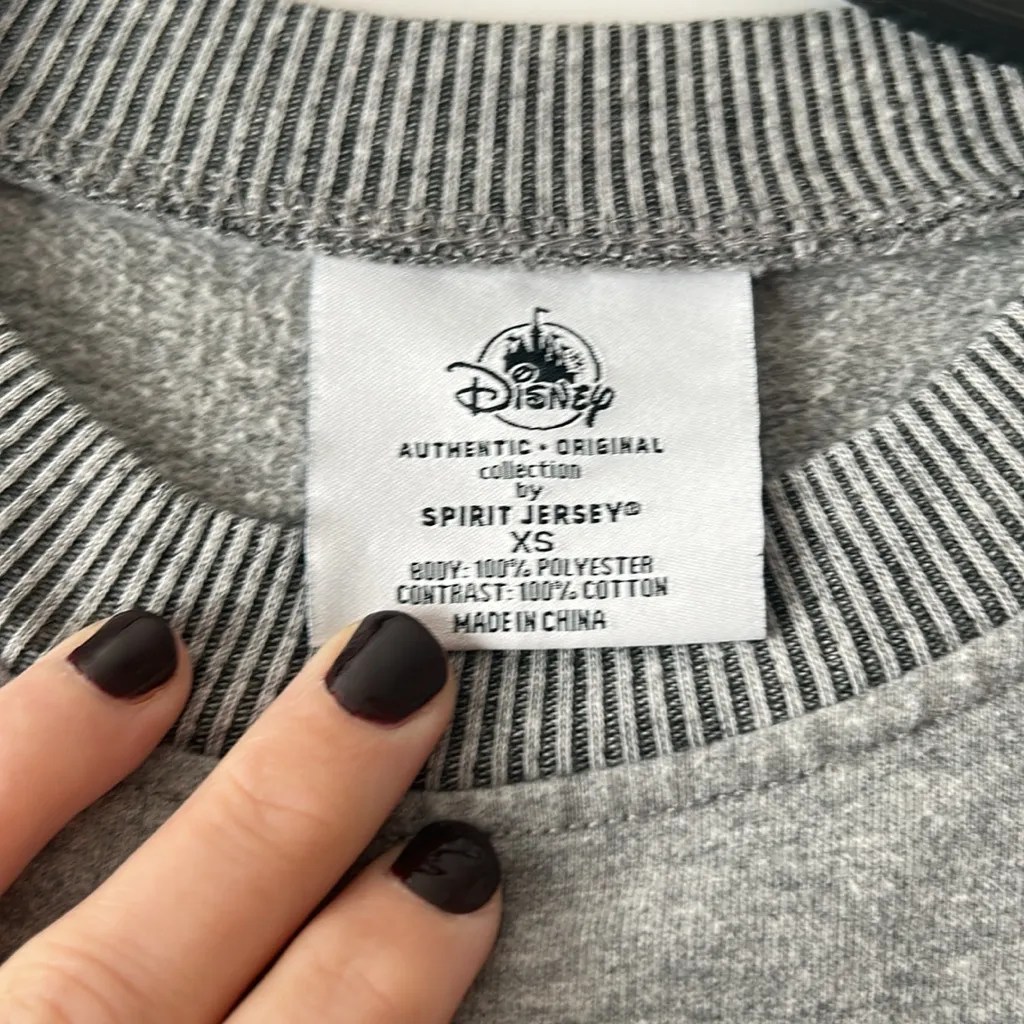 Disney
AUTHENTIC • ORIGINAL
collection
by
SPIRIT JERSEY®
XS
BODY: 100% POLYESTER
CONTRAST: 100% COTTON
MADE IN CHINA